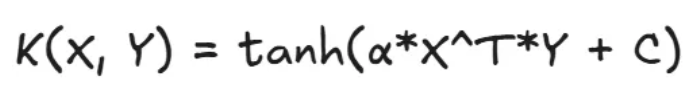 K(X, Y) = tanh(α*X^T*Y + C)